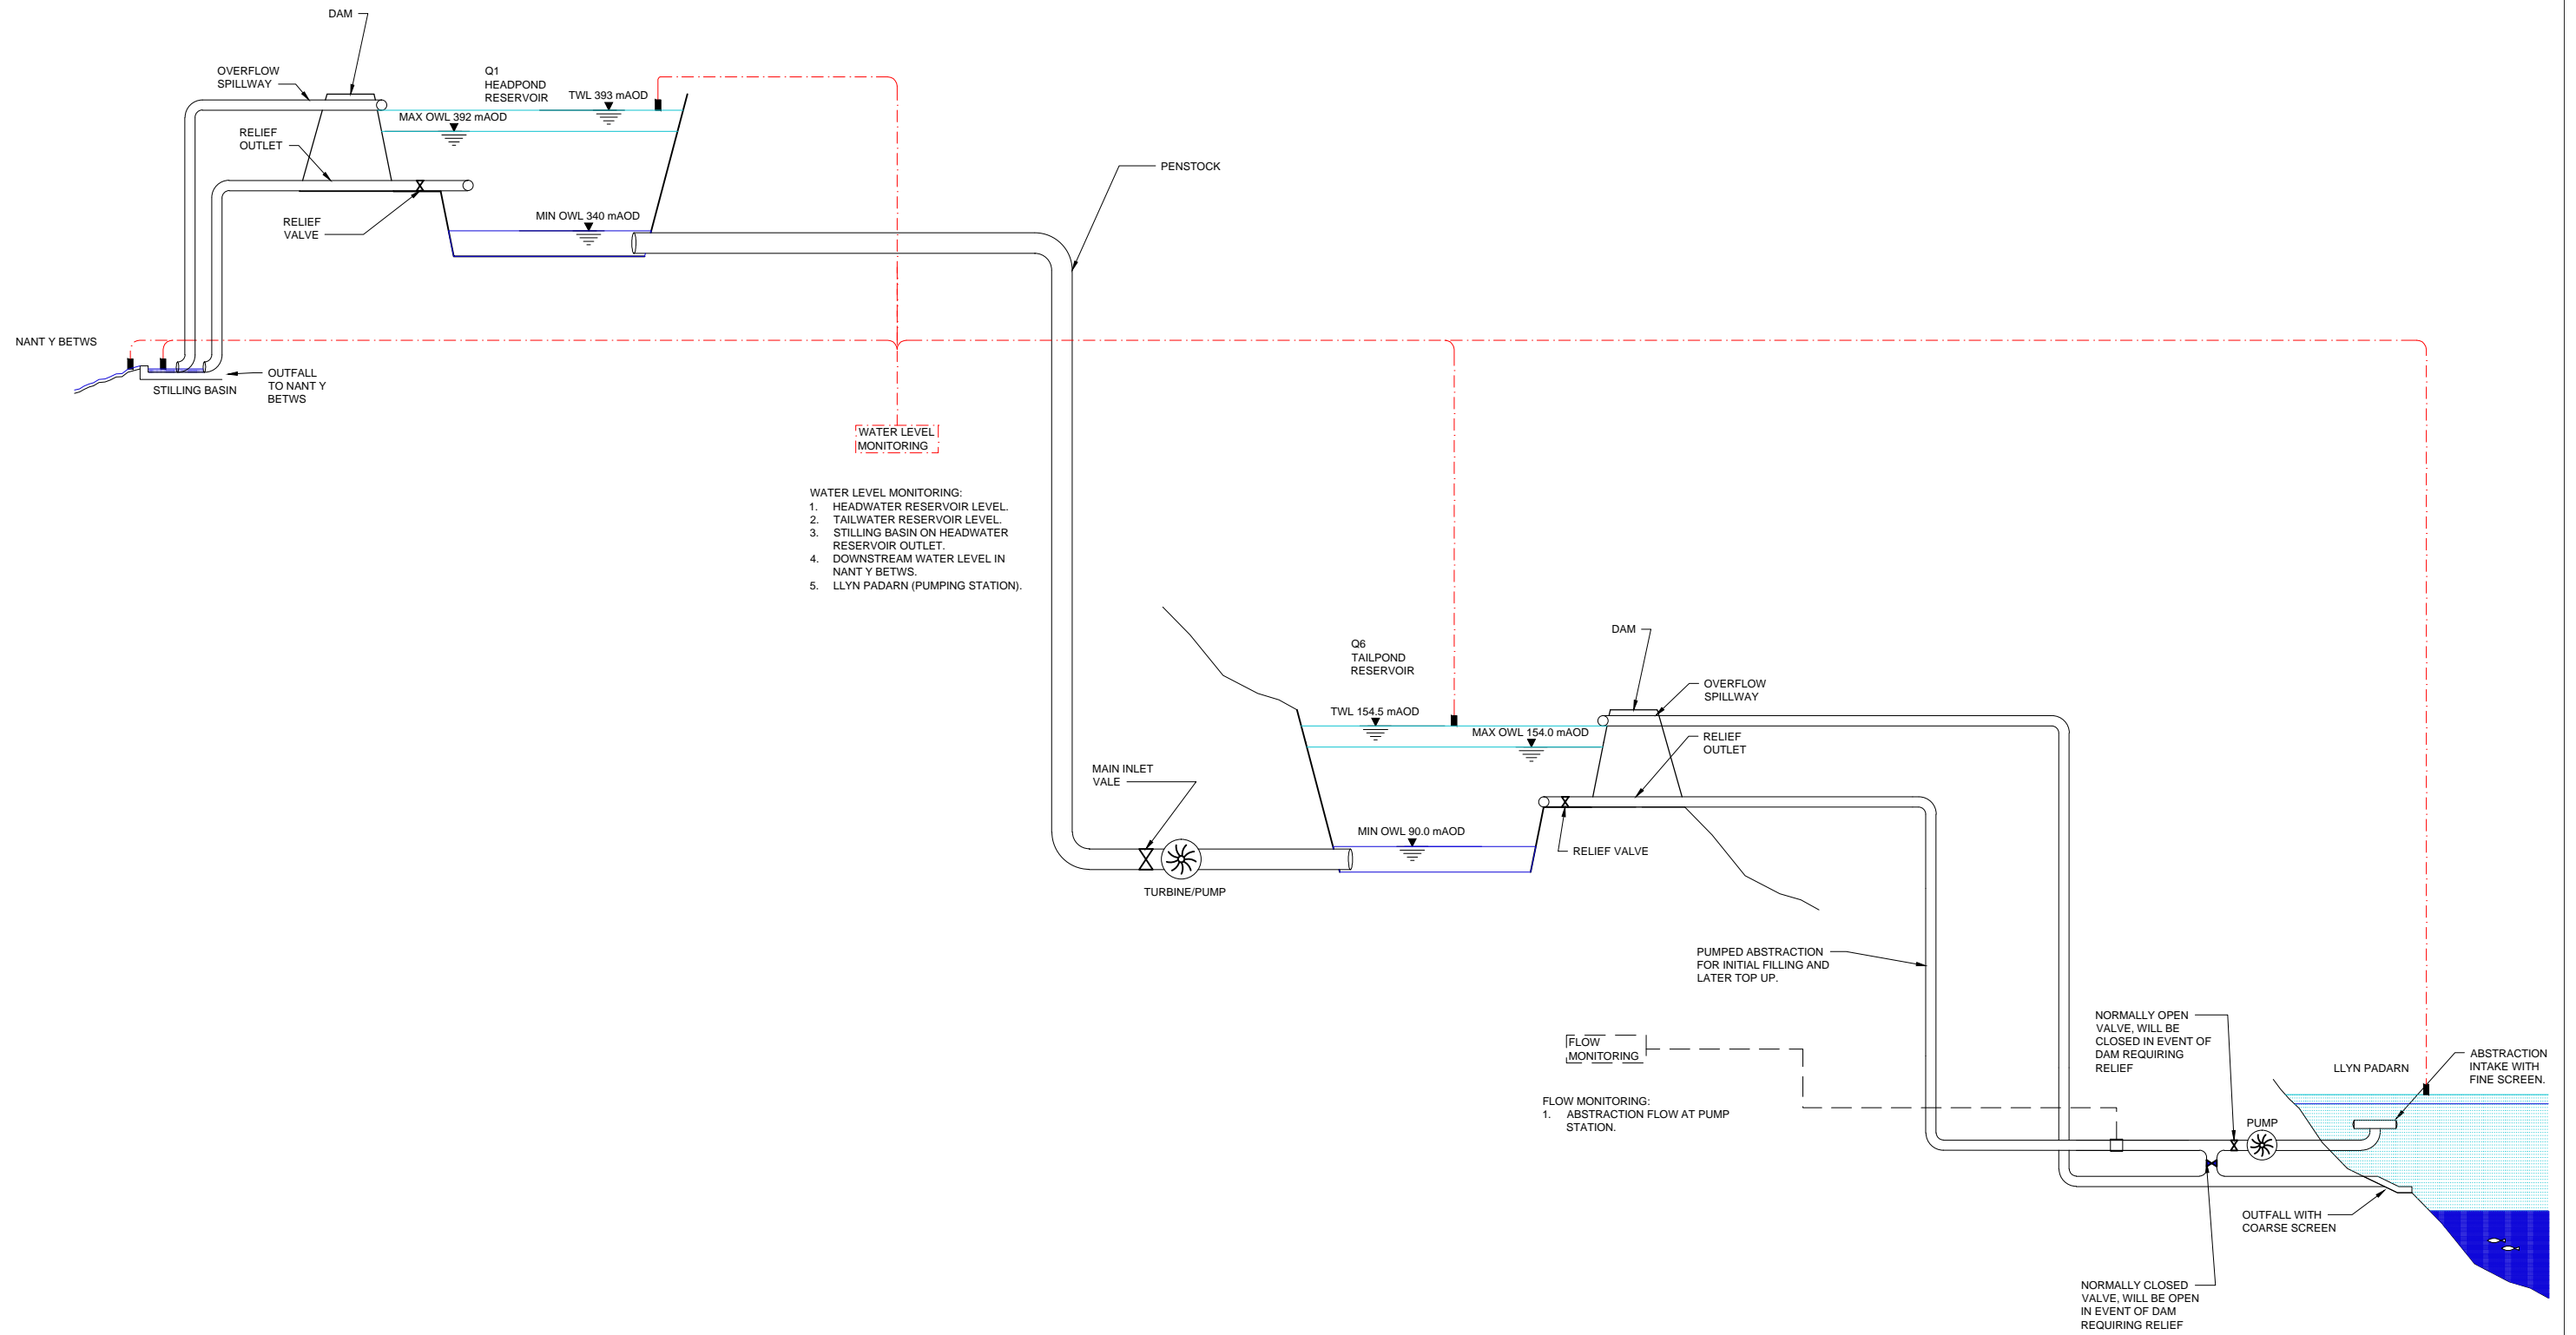 DAM
OVERFLOW
SPILLWAY
Q1
HEADPOND
RESERVOIR
TWL 393 mAOD
MAX OWL 392 mAOD
RELIEF
OUTLET
PENSTOCK
RELIEF
VALVE
MIN OWL 340 mAOD
NANT Y BETWS
STILLING BASIN
OUTFALL
TO NANT Y
BETWS
WATER LEVEL
MONITORING
WATER LEVEL MONITORING:
1. HEADWATER RESERVOIR LEVEL.
2. TAILWATER RESERVOIR LEVEL.
3. STILLING BASIN ON HEADWATER
RESERVOIR OUTLET.
4. DOWNSTREAM WATER LEVEL IN
NANT Y BETWS.
5. LLYN PADARN (PUMPING STATION).
Q6
TAILPOND
RESERVOIR
DAM
OVERFLOW
SPILLWAY
TWL 154.5 mAOD
MAX OWL 154.0 mAOD
RELIEF
OUTLET
MAIN INLET
VALE
MIN OWL 90.0 mAOD
RELIEF VALVE
TURBINE/PUMP
PUMPED ABSTRACTION
FOR INITIAL FILLING AND
LATER TOP UP.
FLOW
MONITORING
FLOW MONITORING:
1. ABSTRACTION FLOW AT PUMP
STATION.
NORMALLY OPEN
VALVE, WILL BE
CLOSED IN EVENT OF
DAM REQUIRING
RELIEF
LLYN PADARN
ABSTRACTION
INTAKE WITH
FINE SCREEN.
PUMP
OUTFALL WITH
COARSE SCREEN
NORMALLY CLOSED
VALVE, WILL BE OPEN
IN EVENT OF DAM
REQUIRING RELIEF